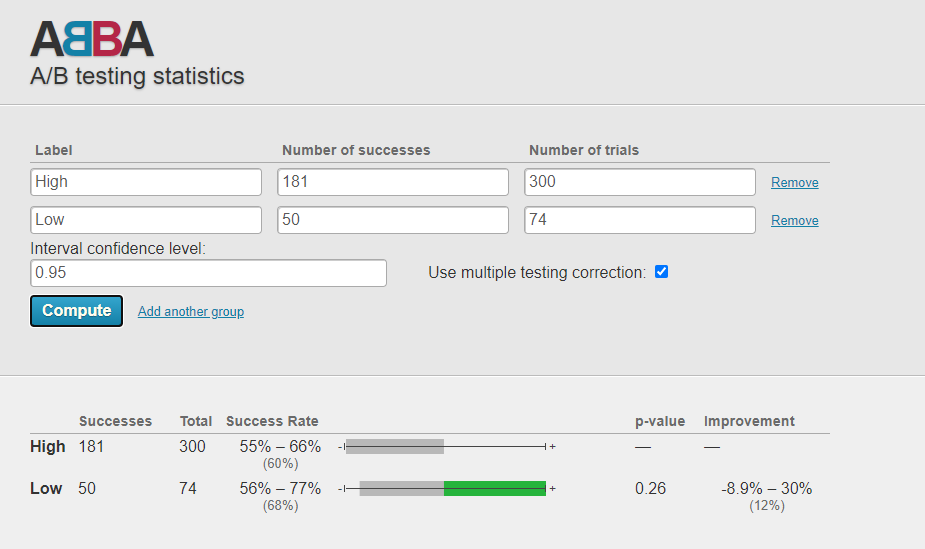 ABBA
A/B testing statistics
Label Number of successes Number of trials
High 181 300 Remove
Low 50 74 Remove
Interval confidence level:
0.95 Use multiple testing correction:
Compute Add another group
Successes Total Success Rate p-value Improvement
High 181 300 55% – 66% - + — —
(60%)
Low 50 74 56% – 77% - + 0.26 -8.9% – 30%
(68%) (12%)